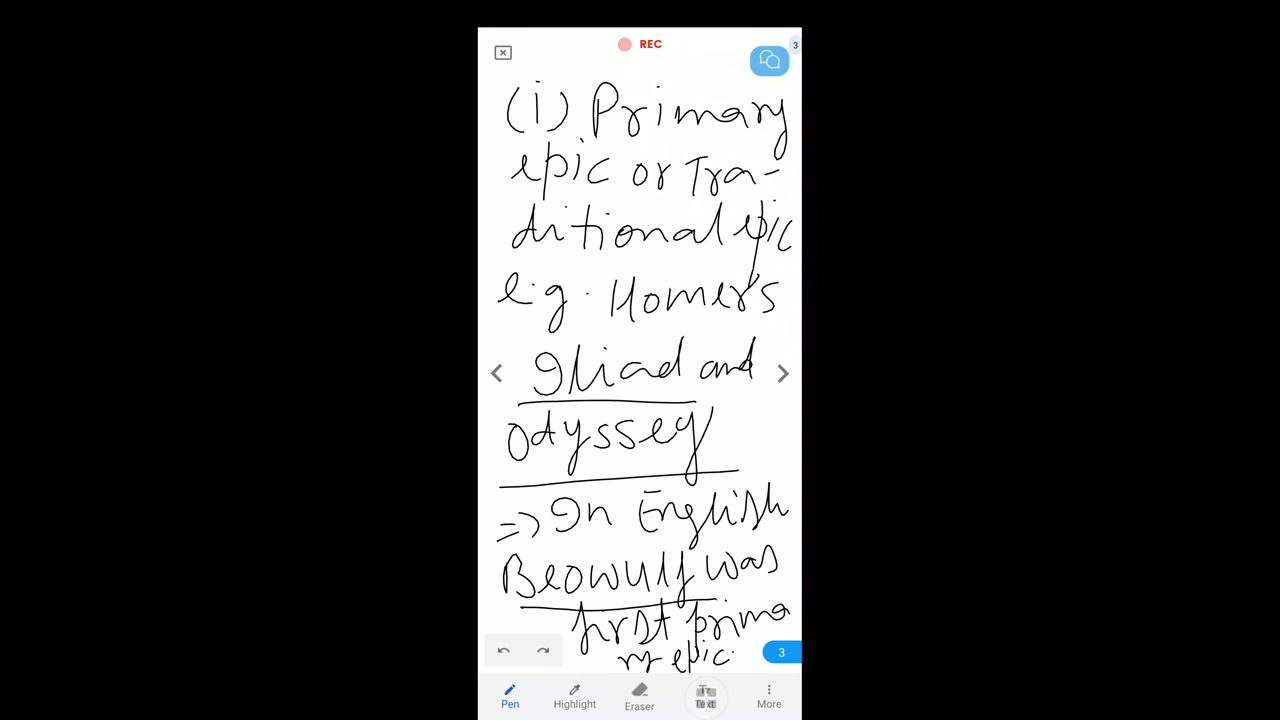 REC
3
(i) Primary
epic or Tra-
ditional epic
e.g. Homer's
Iliad and
Odyssey
=> In English
Beowulf was
first prima
ry epic.
3
Pen
Highlight
Eraser
Text
More